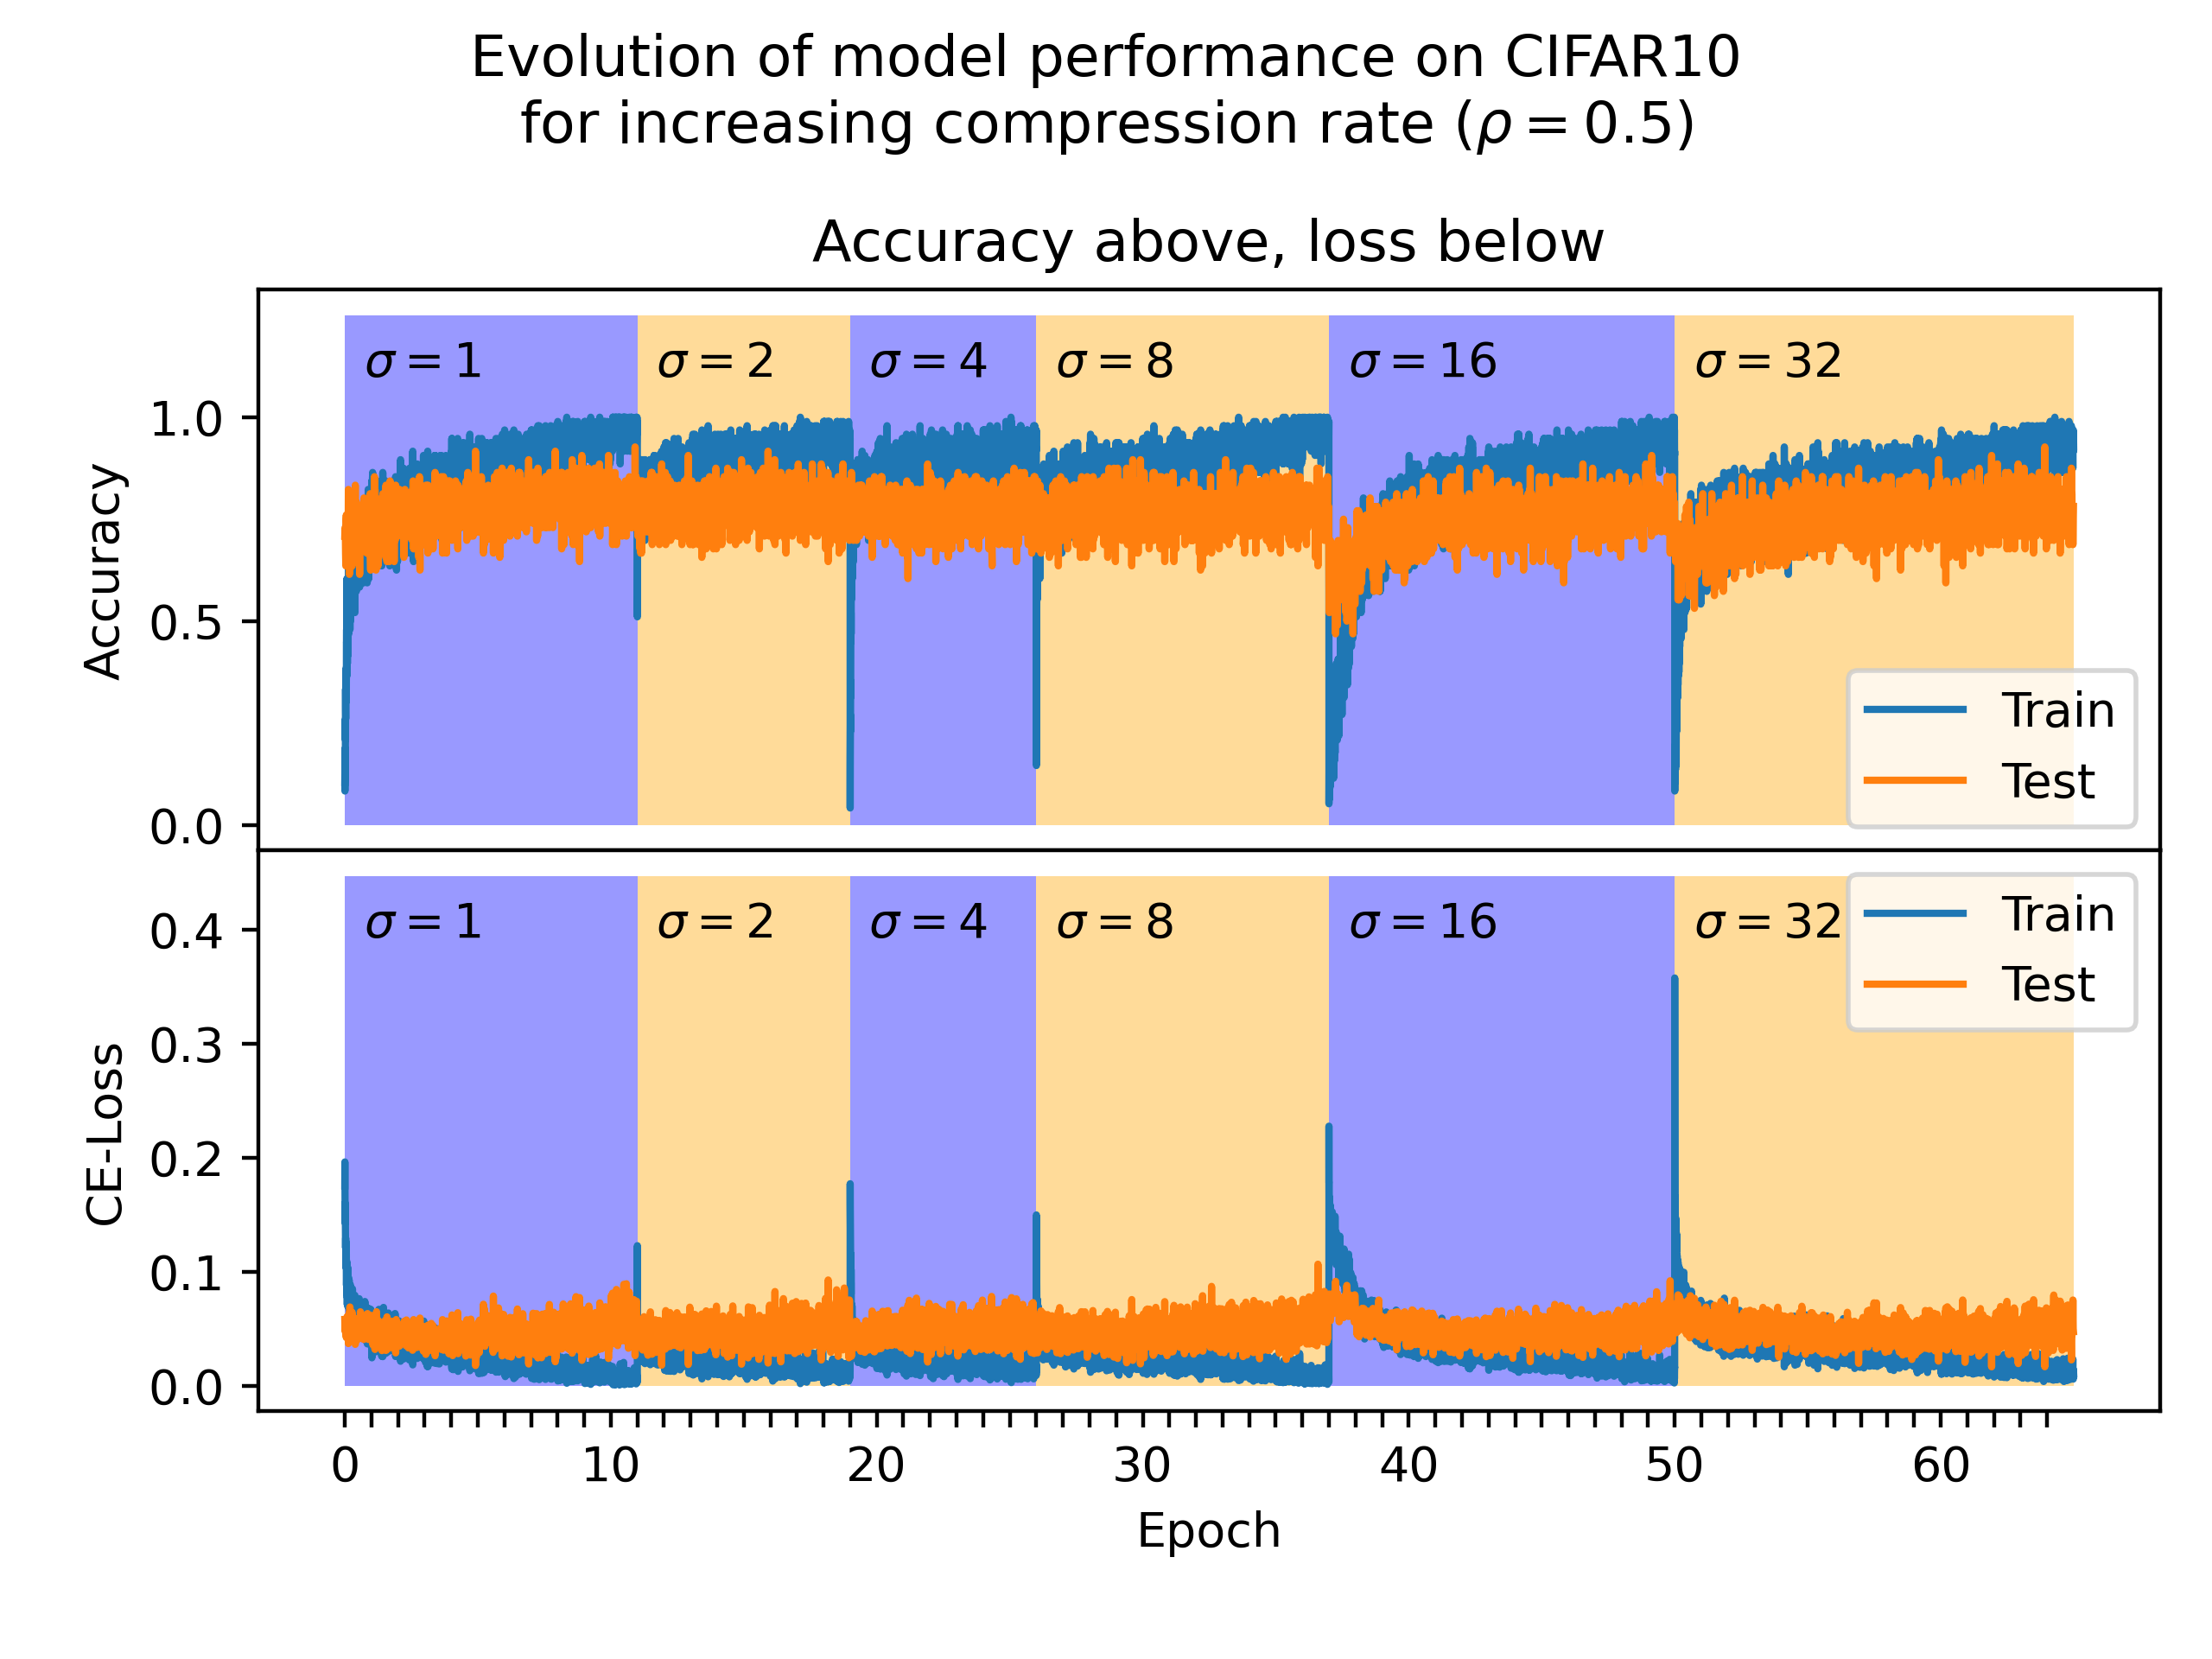 Evolution of model performance on CIFAR10
for increasing compression rate (ρ = 0.5)
Accuracy above, loss below
σ = 1 σ = 2 σ = 4 σ = 8 σ = 16 σ = 32
1.0
0.5
0.0
Accuracy
Train
Test
σ = 1 σ = 2 σ = 4 σ = 8 σ = 16 σ = 32
Train
Test
0.4
0.3
0.2
0.1
0.0
CE-Loss
0 10 20 30 40 50 60
Epoch